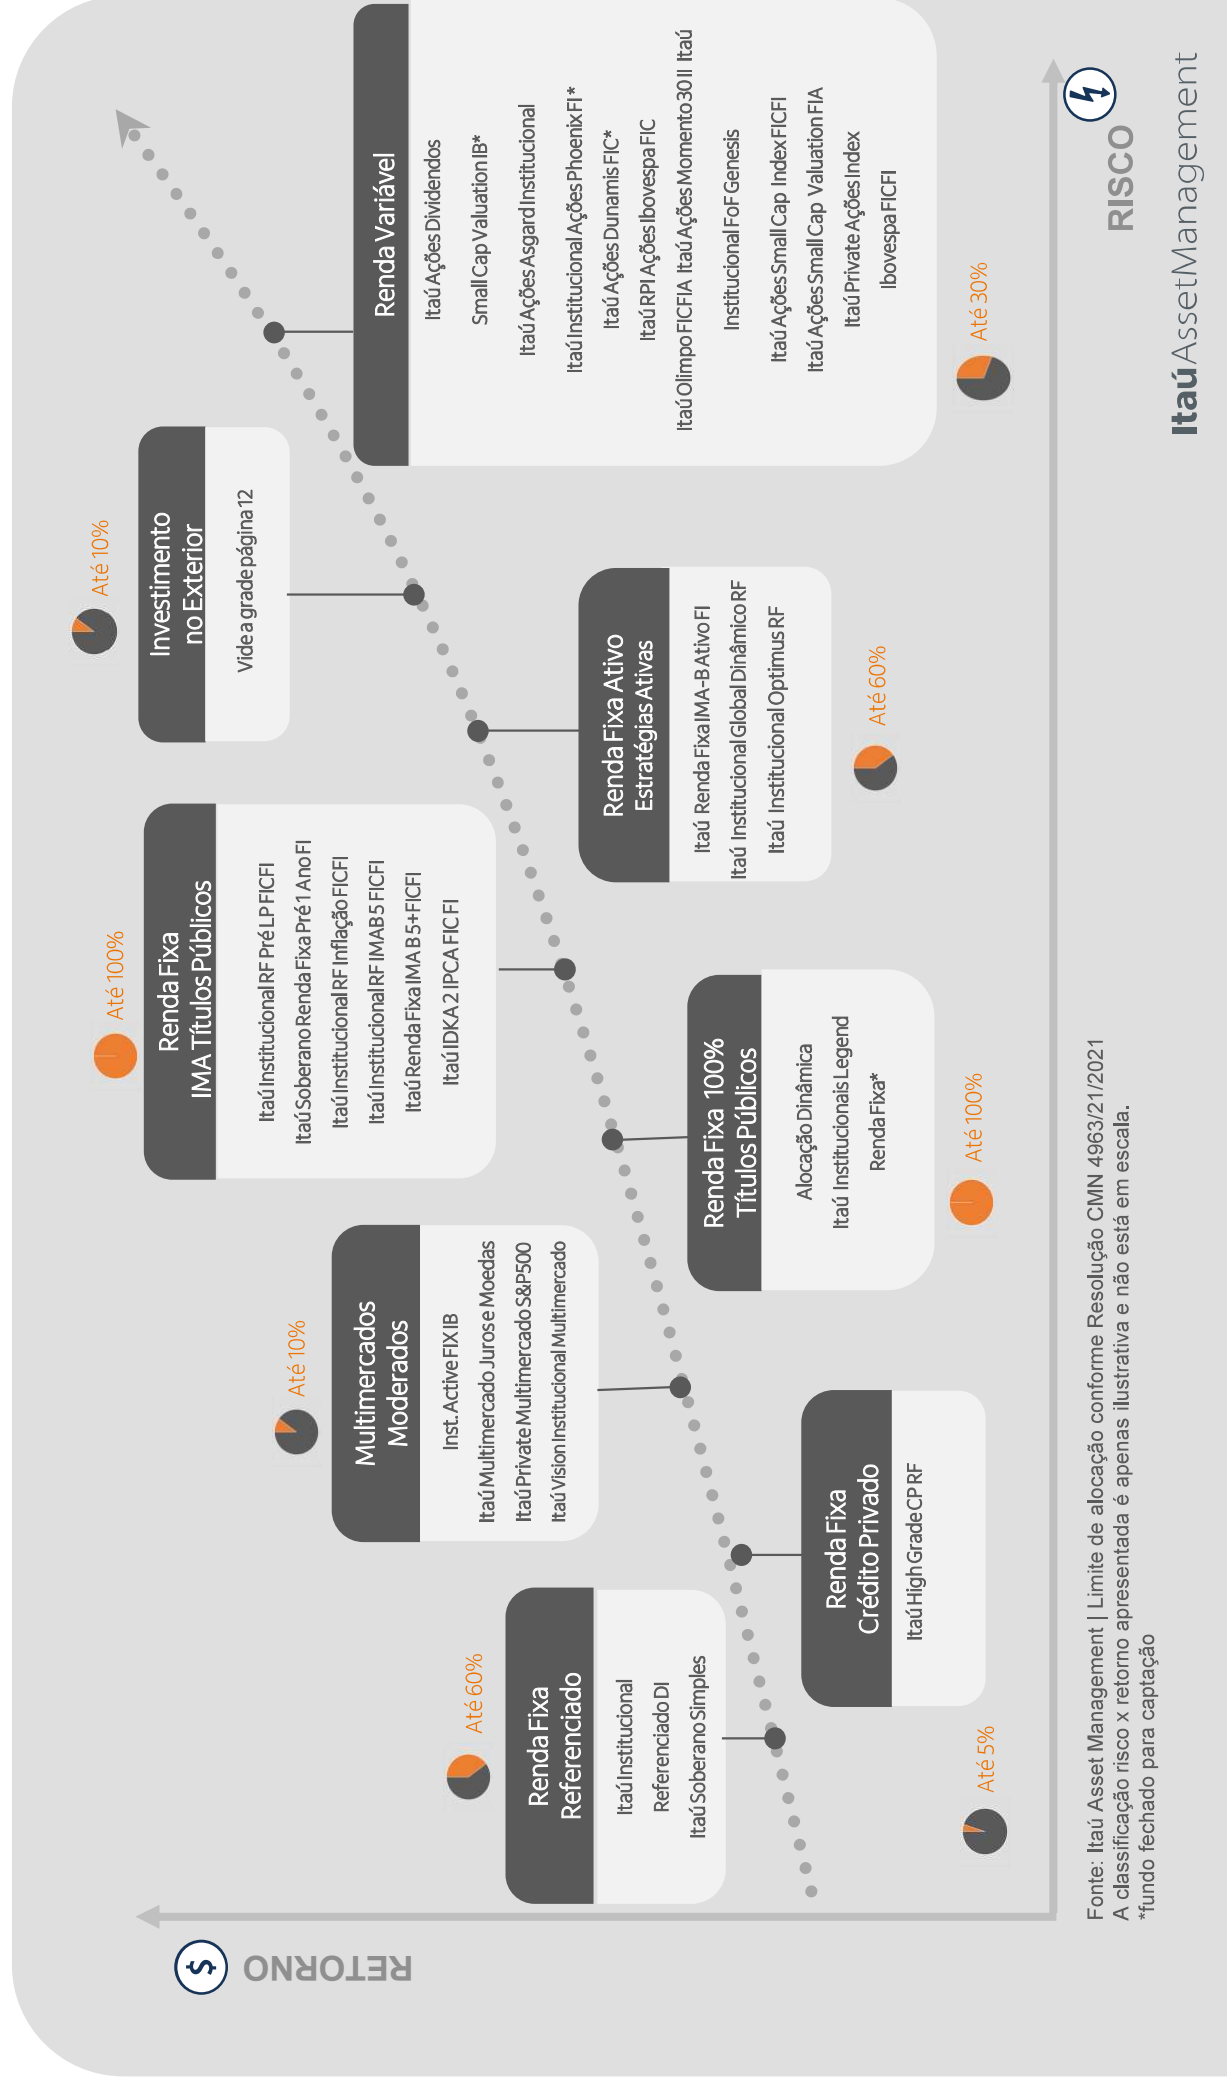 RETORNO
$
Até 60%
Renda Fixa
Referenciado
Itaú Institucional
Referenciado DI
Itaú Soberano Simples
Até 5%
Renda Fixa
Crédito Privado
Itaú High Grade CP RF
Até 10%
Multimercados
Moderados
Inst. Active FIX IB
Itaú Multimercado Juros e Moedas
Itaú Private Multimercado S&P500
Itaú Vision Institucional Multimercado
Renda Fixa 100%
Títulos Públicos
Alocação Dinâmica
Itaú Institucionais Legend
Renda Fixa*
Até 100%
Até 100%
Renda Fixa
IMA Títulos Públicos
Itaú Institucional RF Pré LP FICFI
Itaú Soberano Renda Fixa Pré 1 Ano FI
Itaú Institucional RF Inflação FICFI
Itaú Institucional RF IMAB 5 FICFI
Itaú Renda Fixa IMA B 5+ FICFI
Itaú IDKA 2 IPCA FIC FI
Renda Fixa Ativo
Estratégias Ativas
Itaú Renda Fixa IMA-B Ativo FI
Itaú Institucional Global Dinâmico RF
Itaú Institucional Optimus RF
Até 60%
Até 10%
Investimento
no Exterior
Vide a grade página 12
Renda Variável
Itaú Ações Dividendos
Small Cap Valuation IB*
Itaú Ações Asgard Institucional
Itaú Institucional Ações Phoenix FI*
Itaú Ações Dunamis FIC*
Itaú RPI Ações Ibovespa FIC
Itaú Olimpo FIC FIA Itaú Ações Momento 30 II Itaú
Institucional FoF Genesis
Itaú Ações Small Cap Index FICFI
Itaú Ações Small Cap Valuation FIA
Itaú Private Ações Index
Ibovespa FICFI
Até 30%
RISCO
Fonte: Itaú Asset Management | Limite de alocação conforme Resolução CMN 4963/21/2021
A classificação risco x retorno apresentada é apenas ilustrativa e não está em escala.
*fundo fechado para captação
Itaú Asset Management